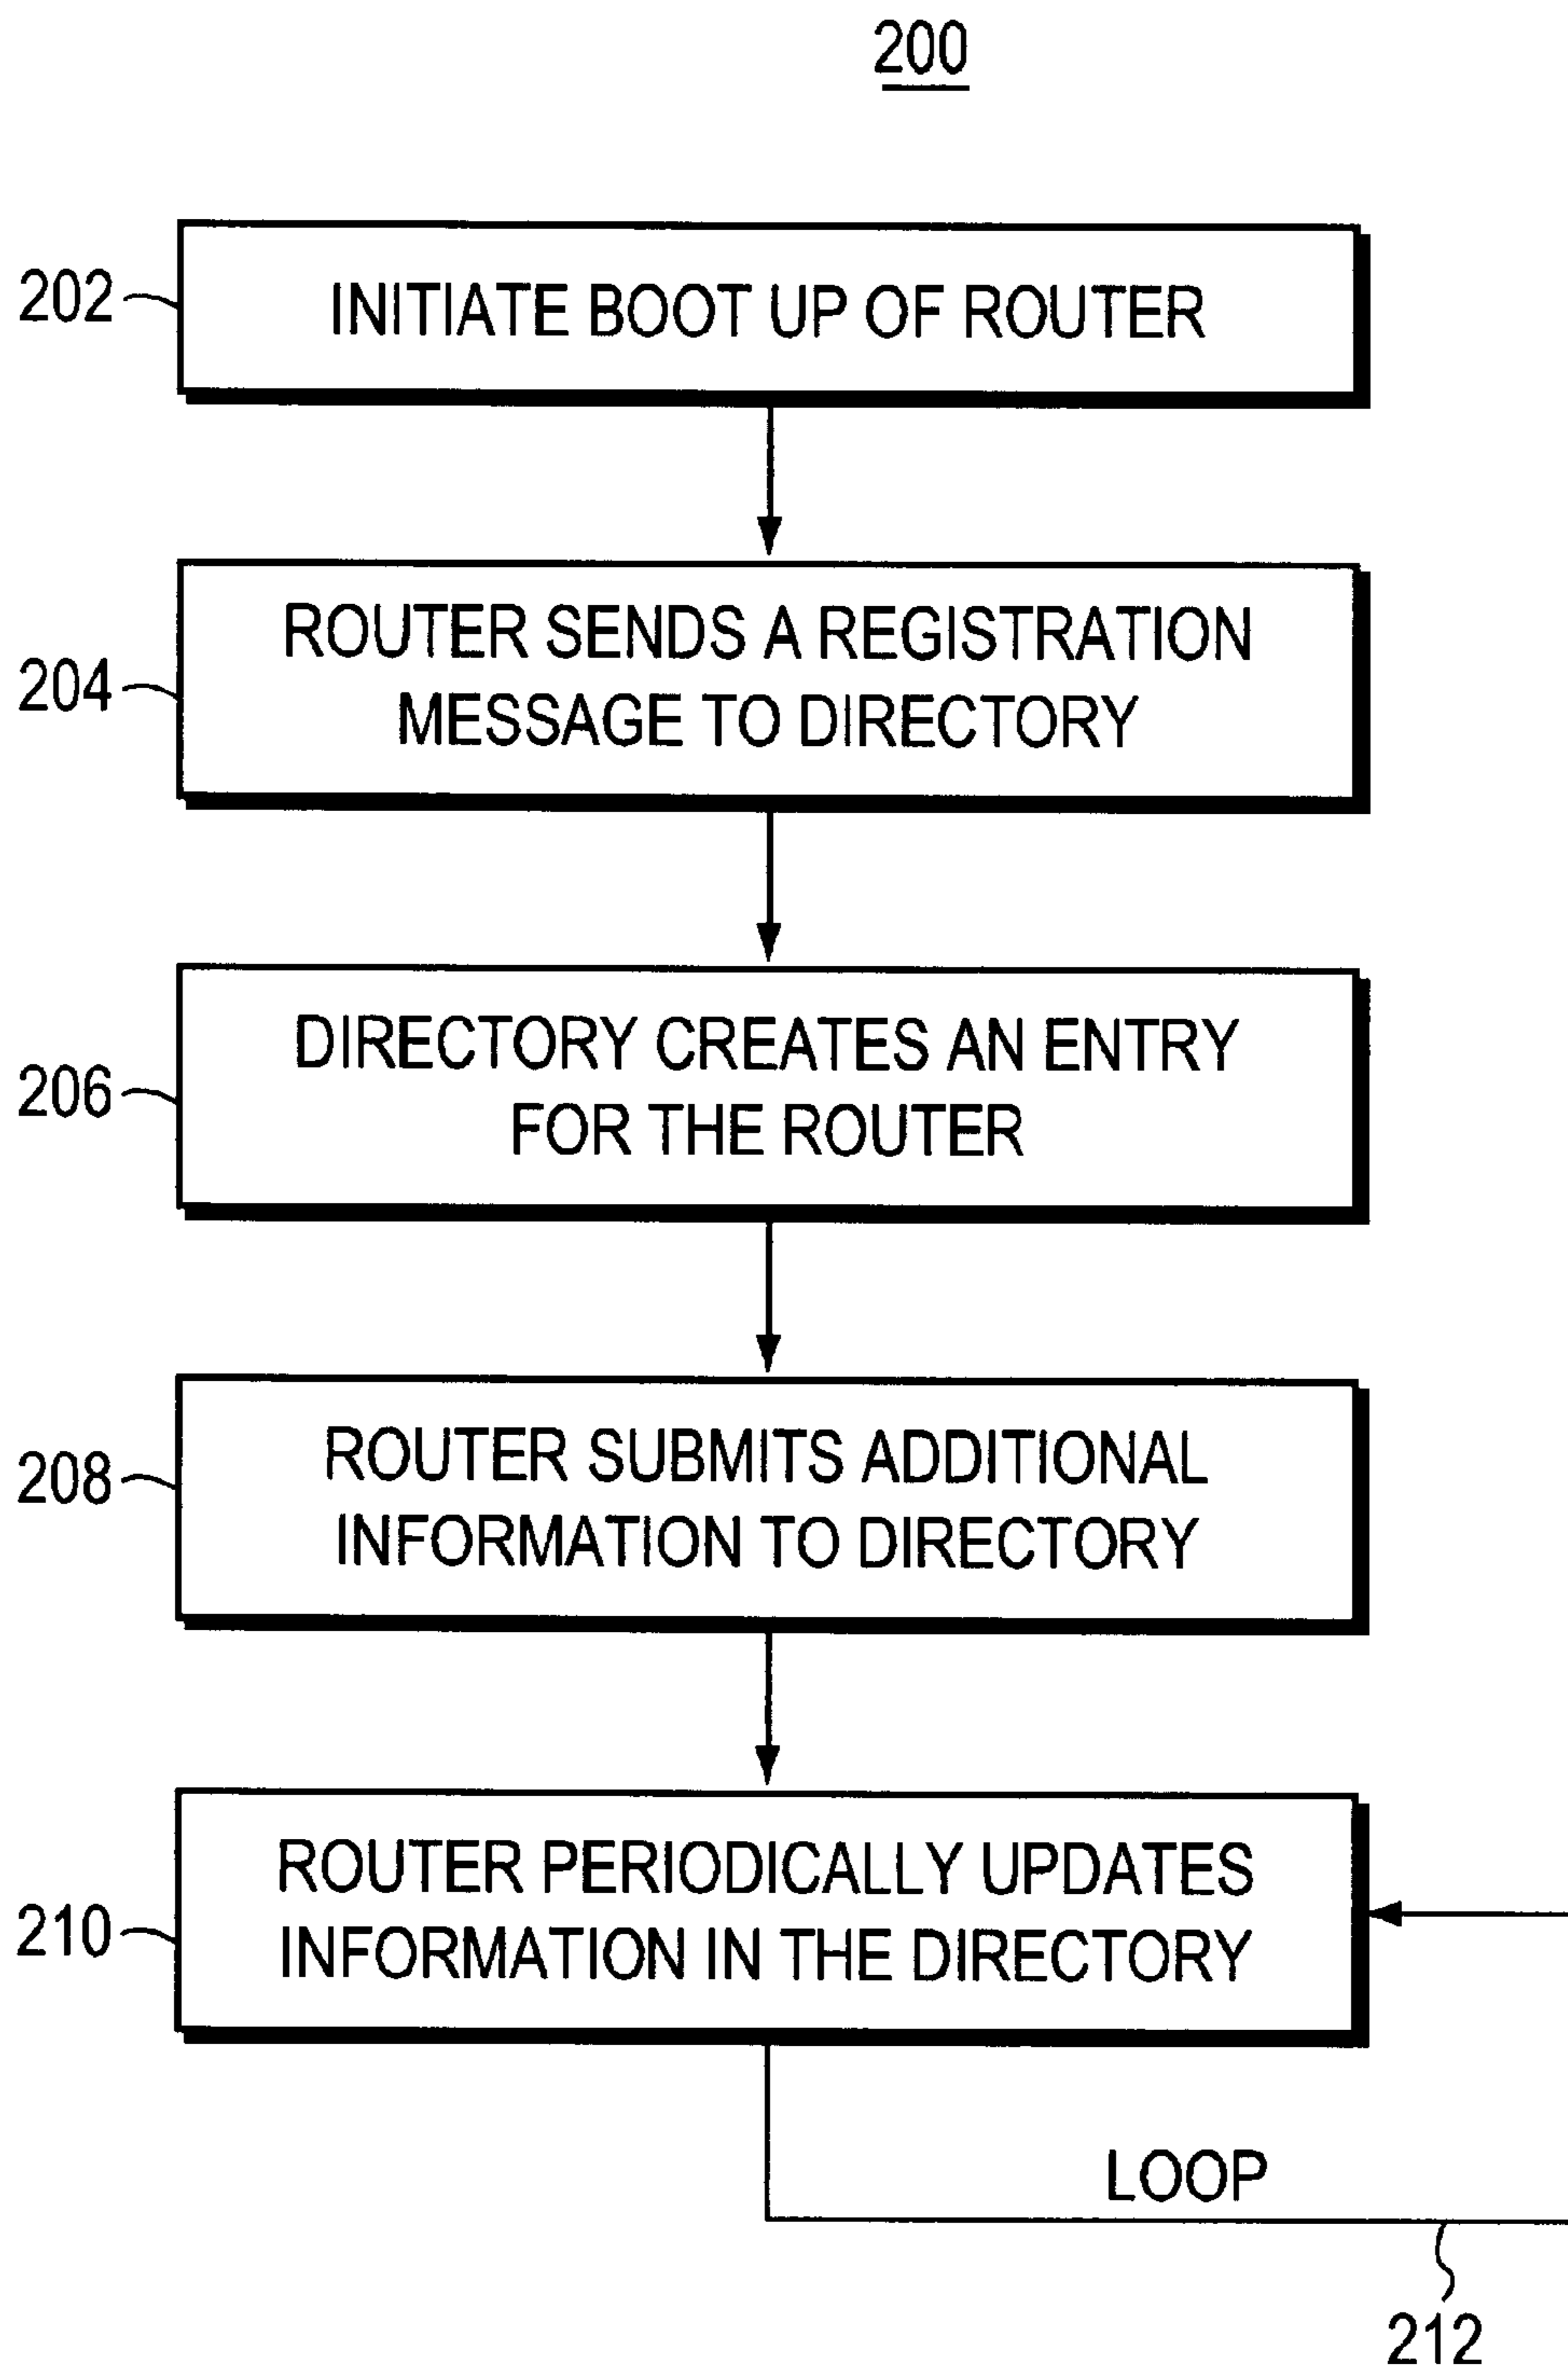 200
202
INITIATE BOOT UP OF ROUTER
204
ROUTER SENDS A REGISTRATION
MESSAGE TO DIRECTORY
206
DIRECTORY CREATES AN ENTRY
FOR THE ROUTER
208
ROUTER SUBMITS ADDITIONAL
INFORMATION TO DIRECTORY
210
ROUTER PERIODICALLY UPDATES
INFORMATION IN THE DIRECTORY
LOOP
212